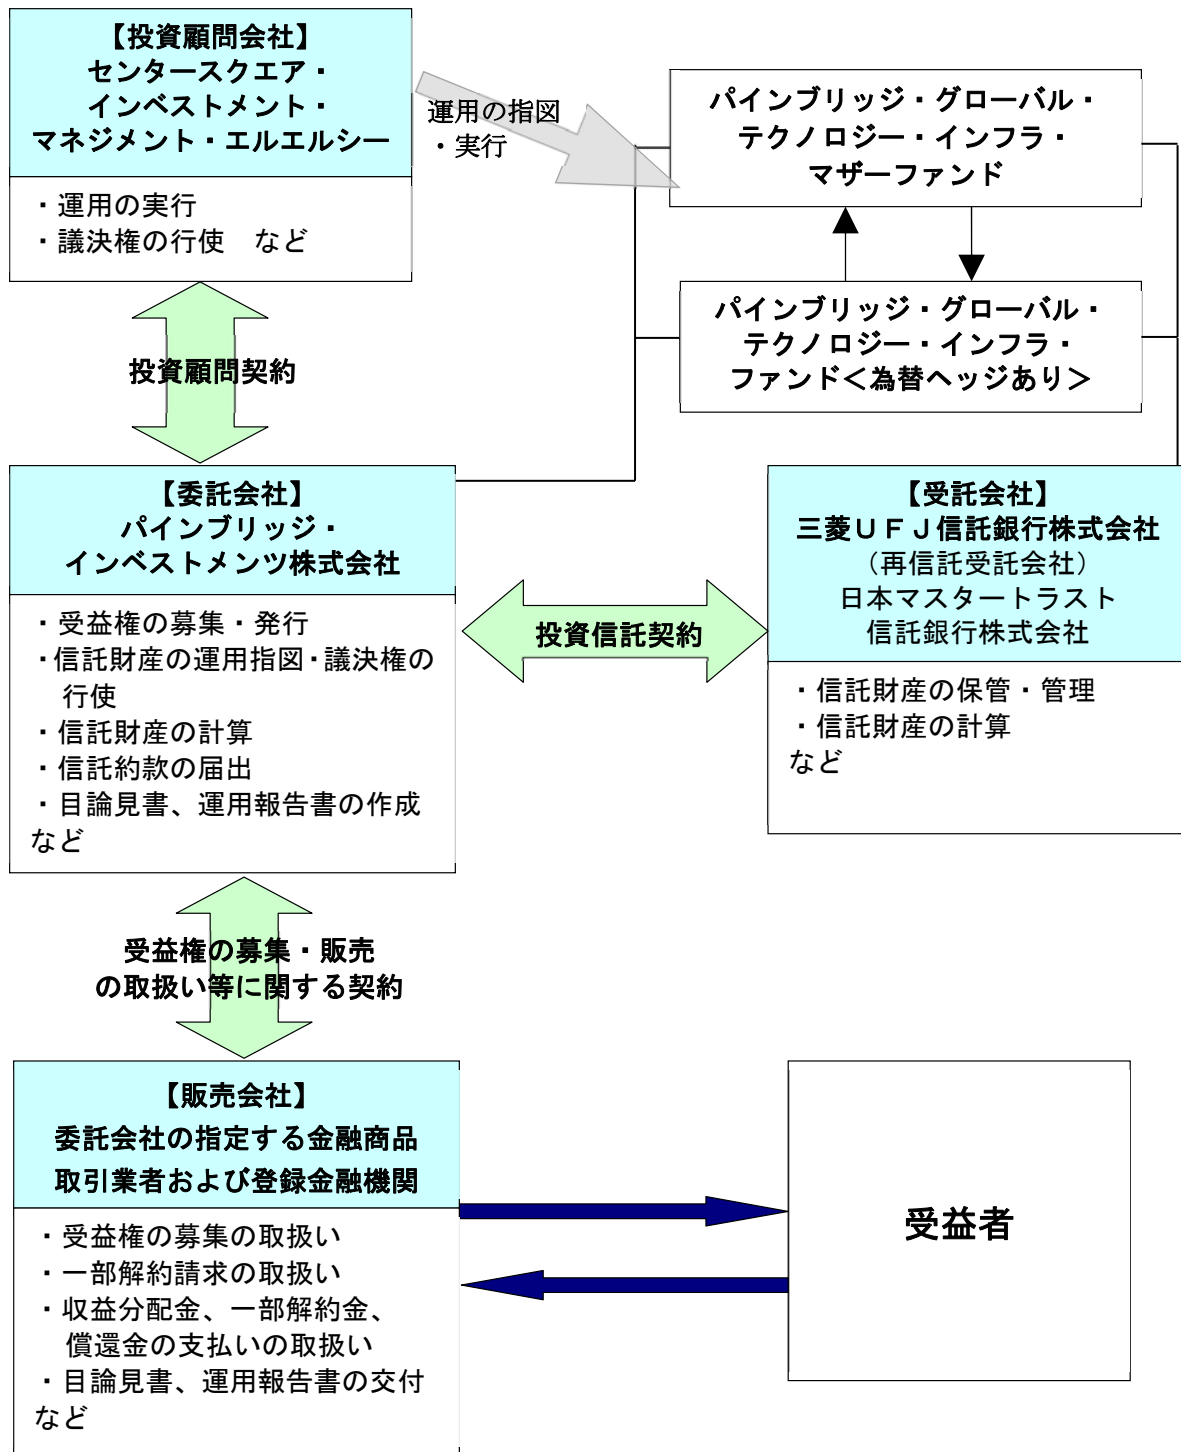 【投資顧問会社】
センタースクエア・
インベストメント・
マネジメント・エルエルシー
・運用の実行
・議決権の行使　など
運用の指図
・実行
パインブリッジ・グローバル・
テクノロジー・インフラ・
マザーファンド
パインブリッジ・グローバル・
テクノロジー・インフラ・
ファンド＜為替ヘッジあり＞
投資顧問契約
【委託会社】
パインブリッジ・
インベストメンツ株式会社
・受益権の募集・発行
・信託財産の運用指図・議決権の
行使
・信託財産の計算
・信託約款の届出
・目論見書、運用報告書の作成
など
投資信託契約
【受託会社】
三菱ＵＦＪ信託銀行株式会社
（再信託受託会社）
日本マスタートラスト
信託銀行株式会社
・信託財産の保管・管理
・信託財産の計算
など
受益権の募集・販売
の取扱い等に関する契約
【販売会社】
委託会社の指定する金融商品
取引業者および登録金融機関
・受益権の募集の取扱い
・一部解約請求の取扱い
・収益分配金、一部解約金、
償還金の支払いの取扱い
・目論見書、運用報告書の交付
など
受益者